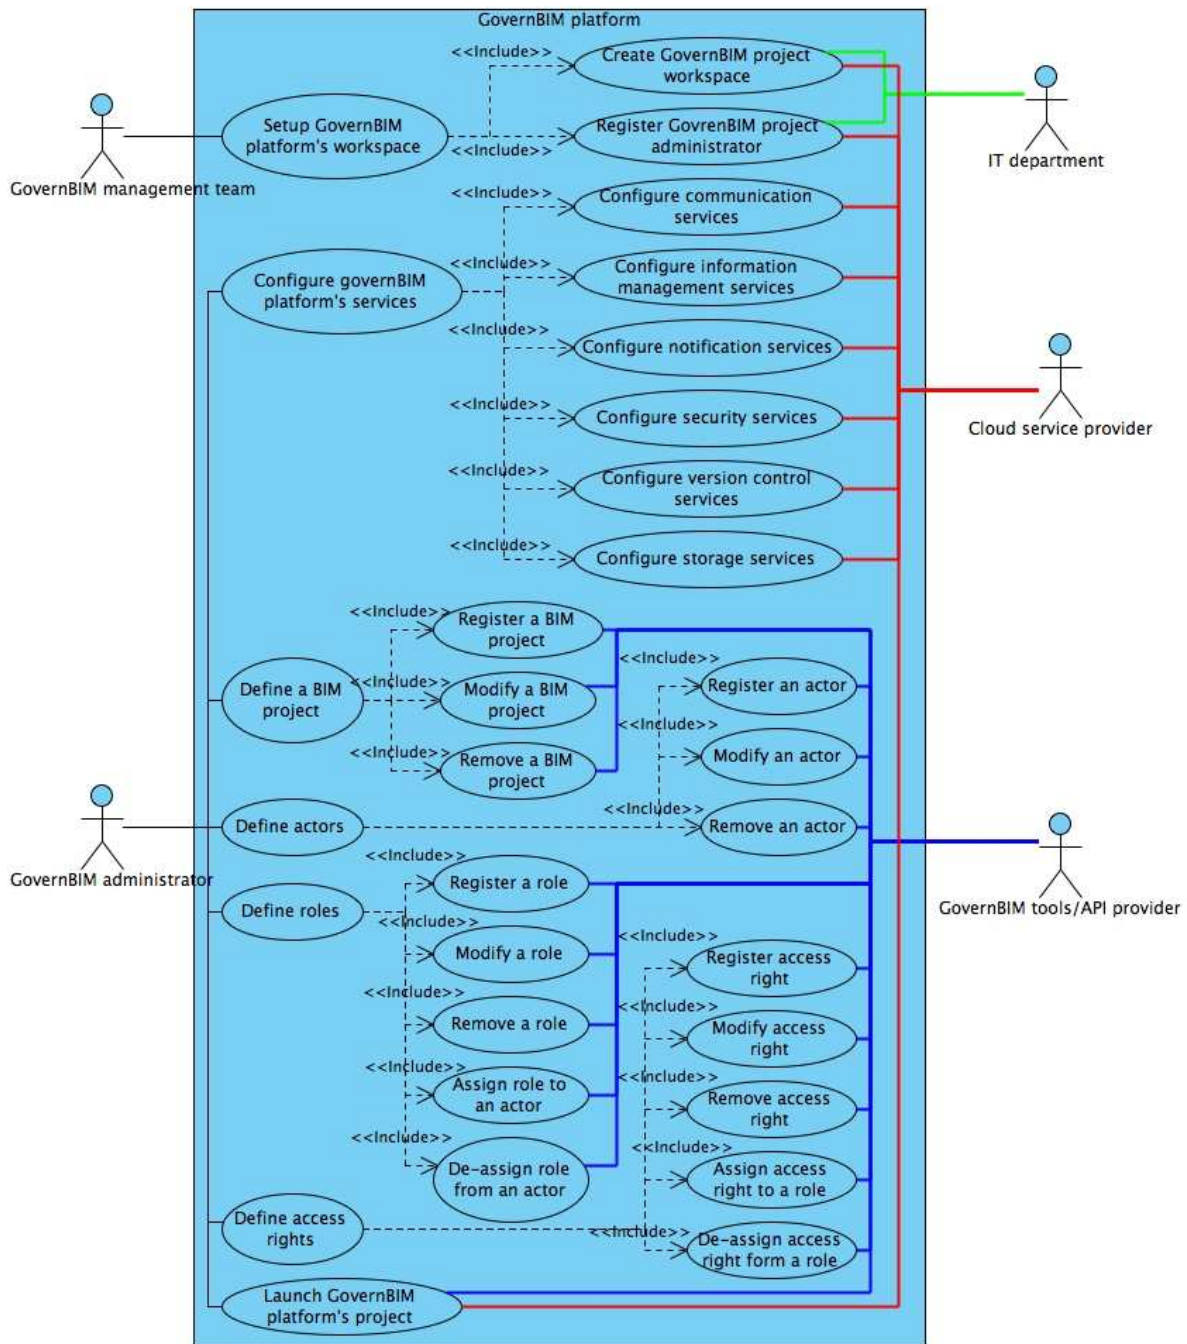 GovernBIM platform
<<Include>>
Create GovernBIM project
workspace
Setup GovernBIM
platform's workspace
<<Include>>
Register GovrenBIM project
administrator
GovernBIM management team
IT department
<<Include>>
Configure communication
services
Configure governBIM
platform's services
<<Include>>
Configure information
management services
<<Include>>
Configure notification services
<<Include>>
Configure security services
Cloud service provider
<<Include>>
Configure version control
services
<<Include>>
Configure storage services
<<Include>>
Register a BIM
project
Define a BIM
project
<<Include>>
Modify a BIM
project
<<Include>>
Remove a BIM
project
<<Include>>
Register an actor
<<Include>>
Modify an actor
<<Include>>
Remove an actor
Define actors
GovernBIM administrator
GovernBIM tools/API provider
Define roles
<<Include>>
Register a role
<<Include>>
Modify a role
<<Include>>
Remove a role
<<Include>>
Assign role to
an actor
<<Include>>
De-assign role
from an actor
<<Include>>
Register access
right
<<Include>>
Modify access
right
<<Include>>
Remove access
right
<<Include>>
Assign access
right to a role
Define access
rights
<<Include>>
De-assign access
right form a role
Launch GovernBIM
platform's project